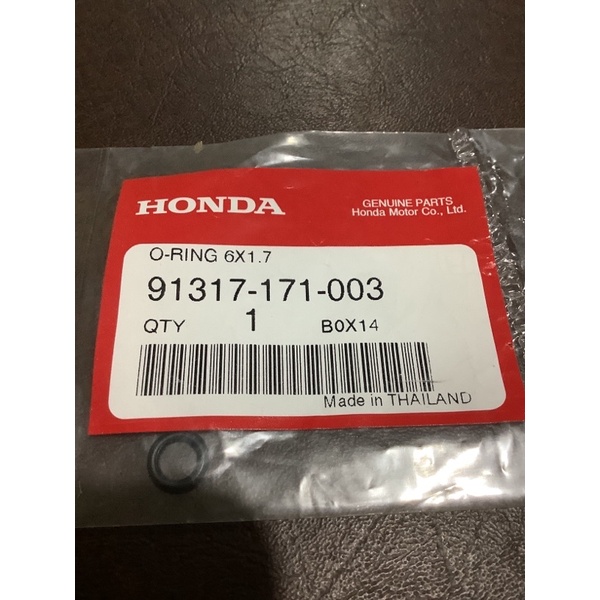 HONDA
GENUINE PARTS
Honda Motor Co., Ltd.
O-RING 6X1.7
91317-171-003
QTY 1 B0X14
Made in THAILAND